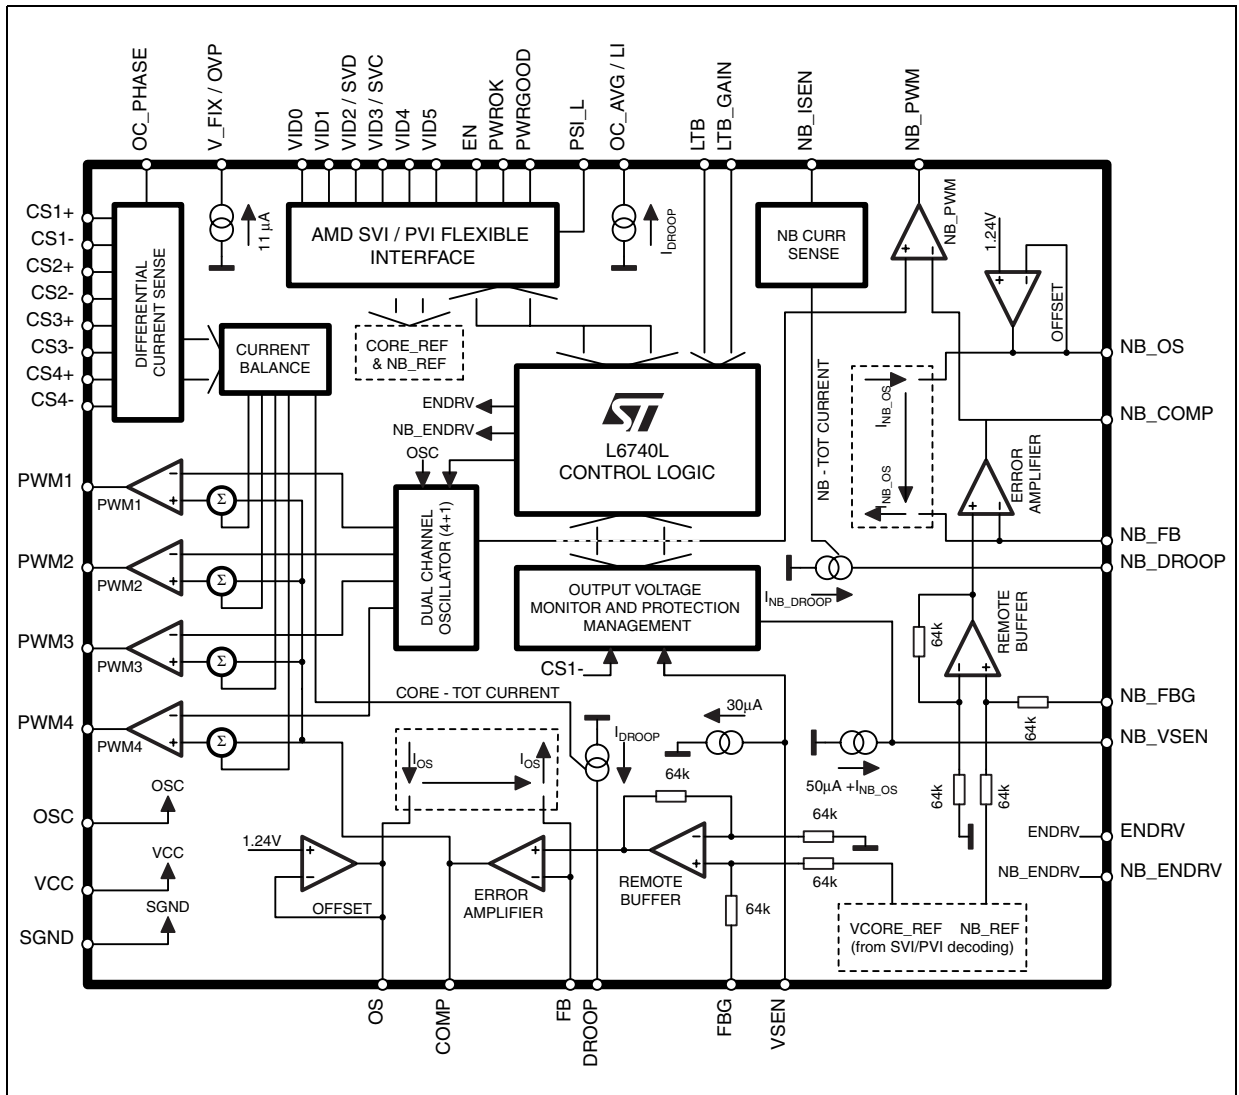 OC_PHASE
V_FIX / OVP
VID0
VID1
VID2 / SVD
VID3 / SVC
VID4
VID5
EN
PWROK
PWRGOOD
PSI_L
OC_AVG / LI
LTB
LTB_GAIN
NB_ISEN
NB_PWM
CS1+
CS1-
CS2+
CS2-
CS3+
CS3-
CS4+
CS4-
DIFFERENTIAL
CURRENT SENSE
11 μA
AMD SVI / PVI FLEXIBLE
INTERFACE
IDROOP
NB CURR
SENSE
NB_PWM
+
-
1.24V
+
-
OFFSET
CURRENT
BALANCE
CORE_REF
& NB_REF
ENDRV
NB_ENDRV
OSC
ST
L6740L
CONTROL LOGIC
NB - TOT CURRENT
INB_OS
INB_OS
NB_OS
NB_COMP
ERROR
AMPLIFIER
+
-
NB_FB
NB_DROOP
PWM1
PWM1
-
+
Σ
PWM2
PWM2
-
+
Σ
PWM3
PWM3
-
+
Σ
PWM4
PWM4
-
+
Σ
DUAL CHANNEL
OSCILLATOR (4+1)
OUTPUT VOLTAGE
MONITOR AND PROTECTION
MANAGEMENT
CS1-
INB_DROOP
64k
REMOTE
BUFFER
-
+
NB_FBG
64k
NB_VSEN
CORE - TOT CURRENT
30μA
IDROOP
IOS
IOS
50μA +INB_OS
64k
64k
OSC
OSC
VCC
VCC
SGND
SGND
1.24V
+
-
OFFSET
ERROR
AMPLIFIER
+
-
64k
REMOTE
BUFFER
-
+
64k
64k
64k
ENDRV
ENDRV
NB_ENDRV
NB_ENDRV
VCORE_REF NB_REF
(from SVI/PVI decoding)
OS
COMP
FB
DROOP
FBG
VSEN